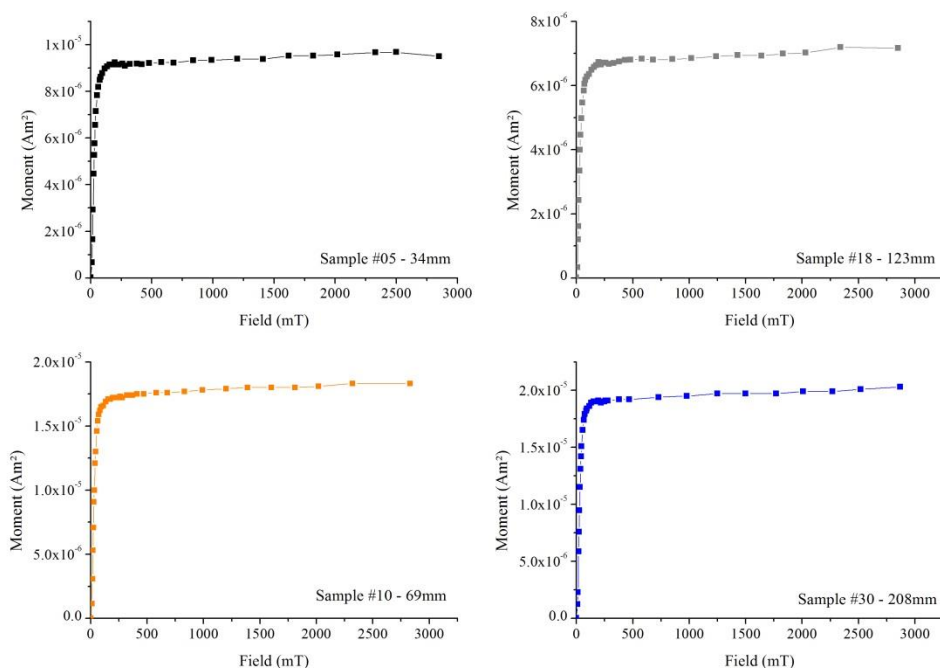 Moment (Am²)
1x10⁻⁵
8x10⁻⁶
6x10⁻⁶
4x10⁻⁶
2x10⁻⁶
0
Sample #05 - 34mm
0 500 1000 1500 2000 2500 3000
Field (mT)
Moment (Am²)
8x10⁻⁶
6x10⁻⁶
4x10⁻⁶
2x10⁻⁶
0
Sample #18 - 123mm
0 500 1000 1500 2000 2500 3000
Field (mT)
Moment (Am²)
2.0x10⁻⁵
1.5x10⁻⁵
1.0x10⁻⁵
5.0x10⁻⁶
0.0
Sample #10 - 69mm
0 500 1000 1500 2000 2500 3000
Field (mT)
Moment (Am²)
2.0x10⁻⁵
1.5x10⁻⁵
1.0x10⁻⁵
5.0x10⁻⁶
0.0
Sample #30 - 208mm
0 500 1000 1500 2000 2500 3000
Field (mT)